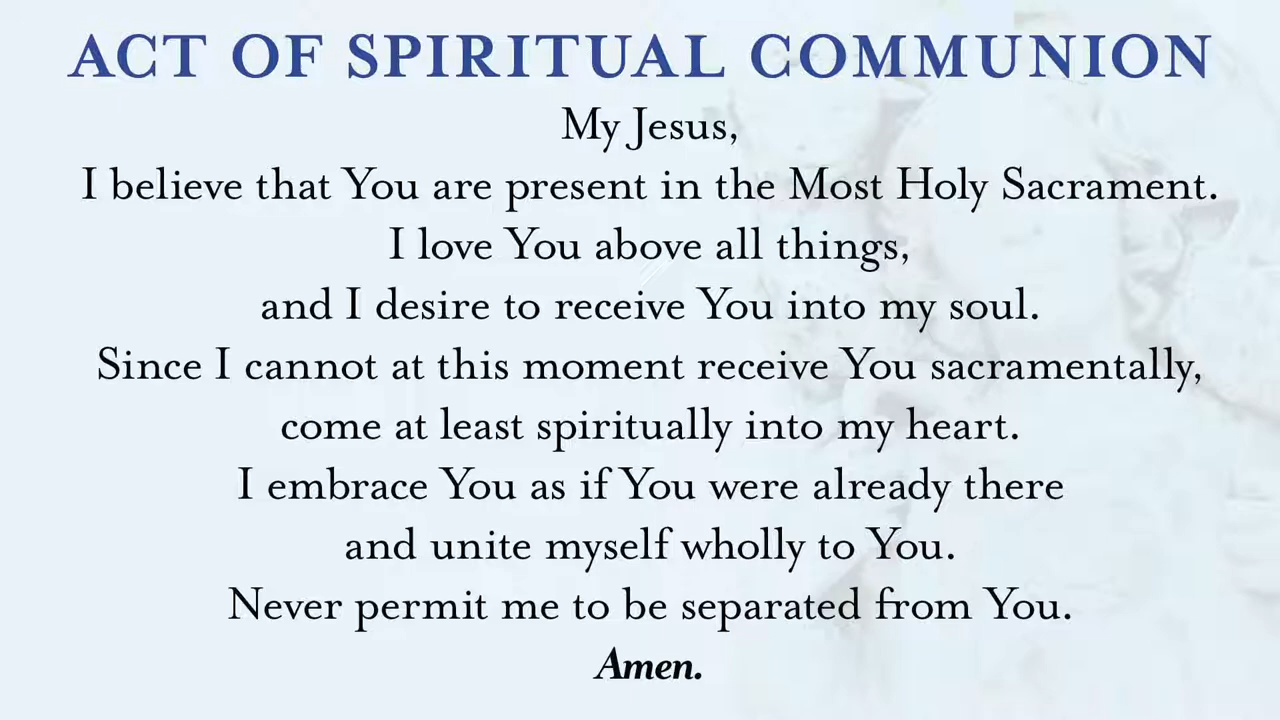 ACT OF SPIRITUAL COMMUNION
My Jesus,
I believe that You are present in the Most Holy Sacrament.
I love You above all things,
and I desire to receive You into my soul.
Since I cannot at this moment receive You sacramentally,
come at least spiritually into my heart.
I embrace You as if You were already there
and unite myself wholly to You.
Never permit me to be separated from You.
Amen.